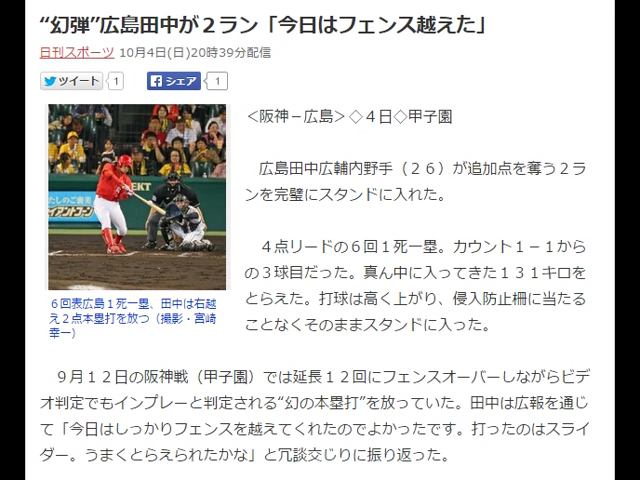 “幻弾”広島田中が２ラン「今日はフェンス越えた」
日刊スポーツ 10月4日(日)20時39分配信
ツイート 1 シェア 1
＜阪神－広島＞◇４日◇甲子園
広島田中広輔内野手（２６）が追加点を奪う２ラ
ンを完璧にスタンドに入れた。
４点リードの６回１死一塁。カウント１－１から
の３球目だった。真ん中に入ってきた１３１キロを
とらえた。打球は高く上がり、侵入防止柵に当たる
ことなくそのままスタンドに入った。
６回表広島１死一塁、田中は右越
え２点本塁打を放つ（撮影・宮崎
幸一）
９月１２日の阪神戦（甲子園）では延長１２回にフェンスオーバーしながらビデ
オ判定でもインプレーと判定される“幻の本塁打”を放っていた。田中は広報を通じ
て「今日はしっかりフェンスを越えてくれたのでよかったです。打ったのはスライ
ダー。うまくとらえられたかな」と冗談交じりに振り返った。